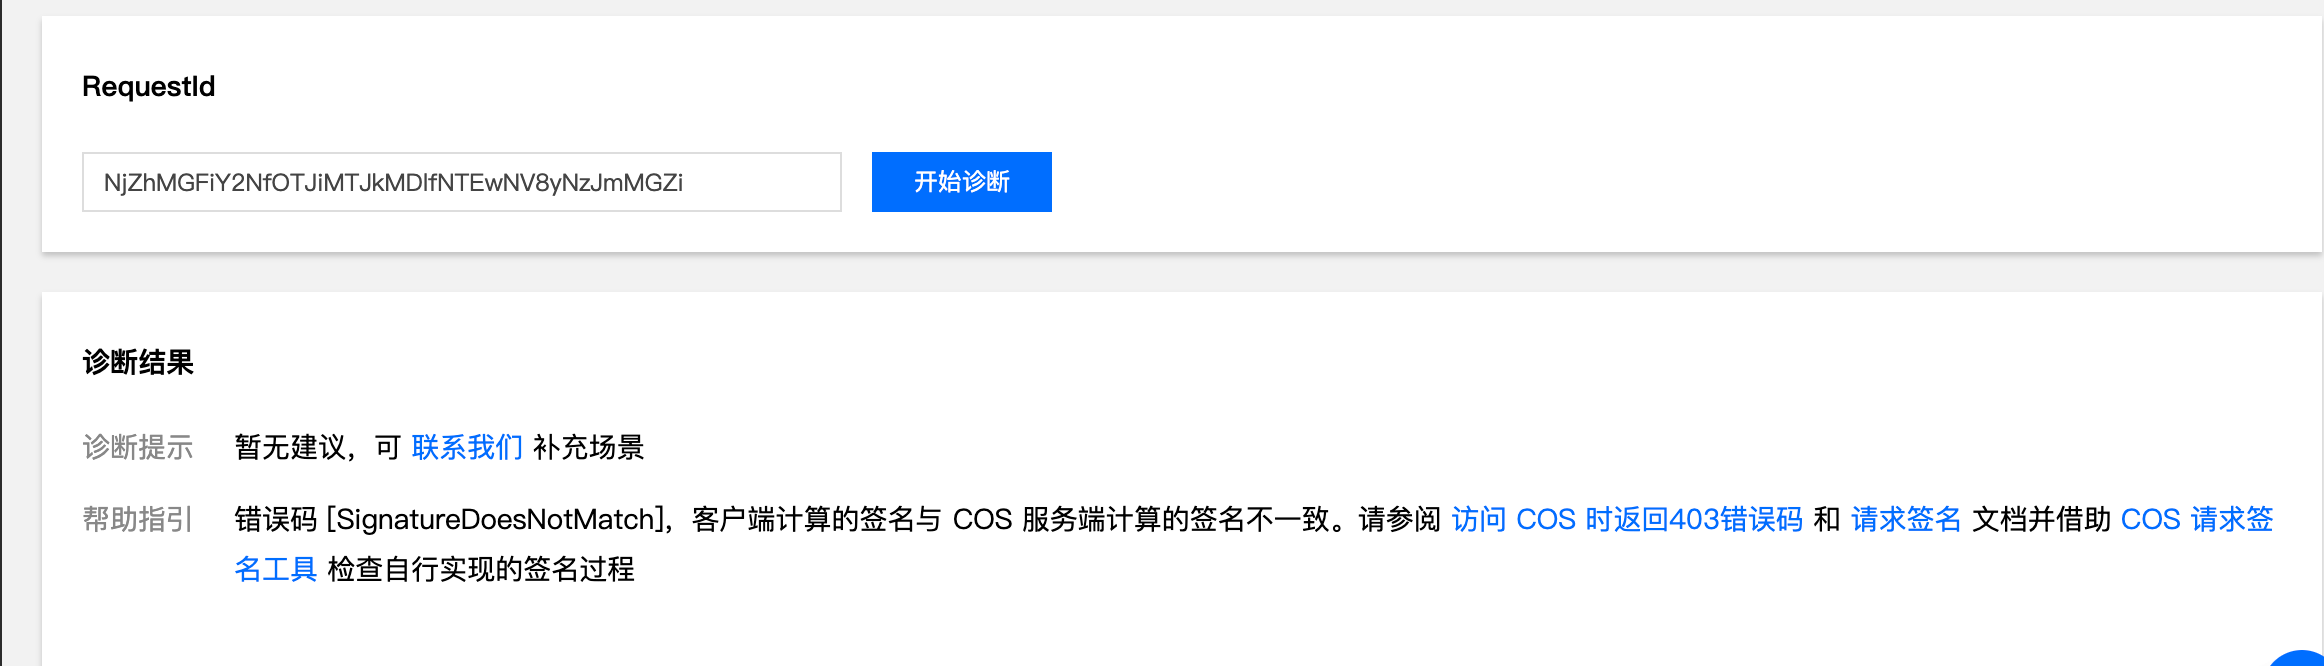 RequestId
NjZhMGFiY2NfOTJiMTJkMDlfNTEwNV8yNzJmMGZi
开始诊断
诊断结果
诊断提示 暂无建议，可 联系我们 补充场景
帮助指引 错误码 [SignatureDoesNotMatch]，客户端计算的签名与 COS 服务端计算的签名不一致。请参阅 访问 COS 时返回403错误码 和 请求签名 文档并借助 COS 请求签
名工具 检查自行实现的签名过程